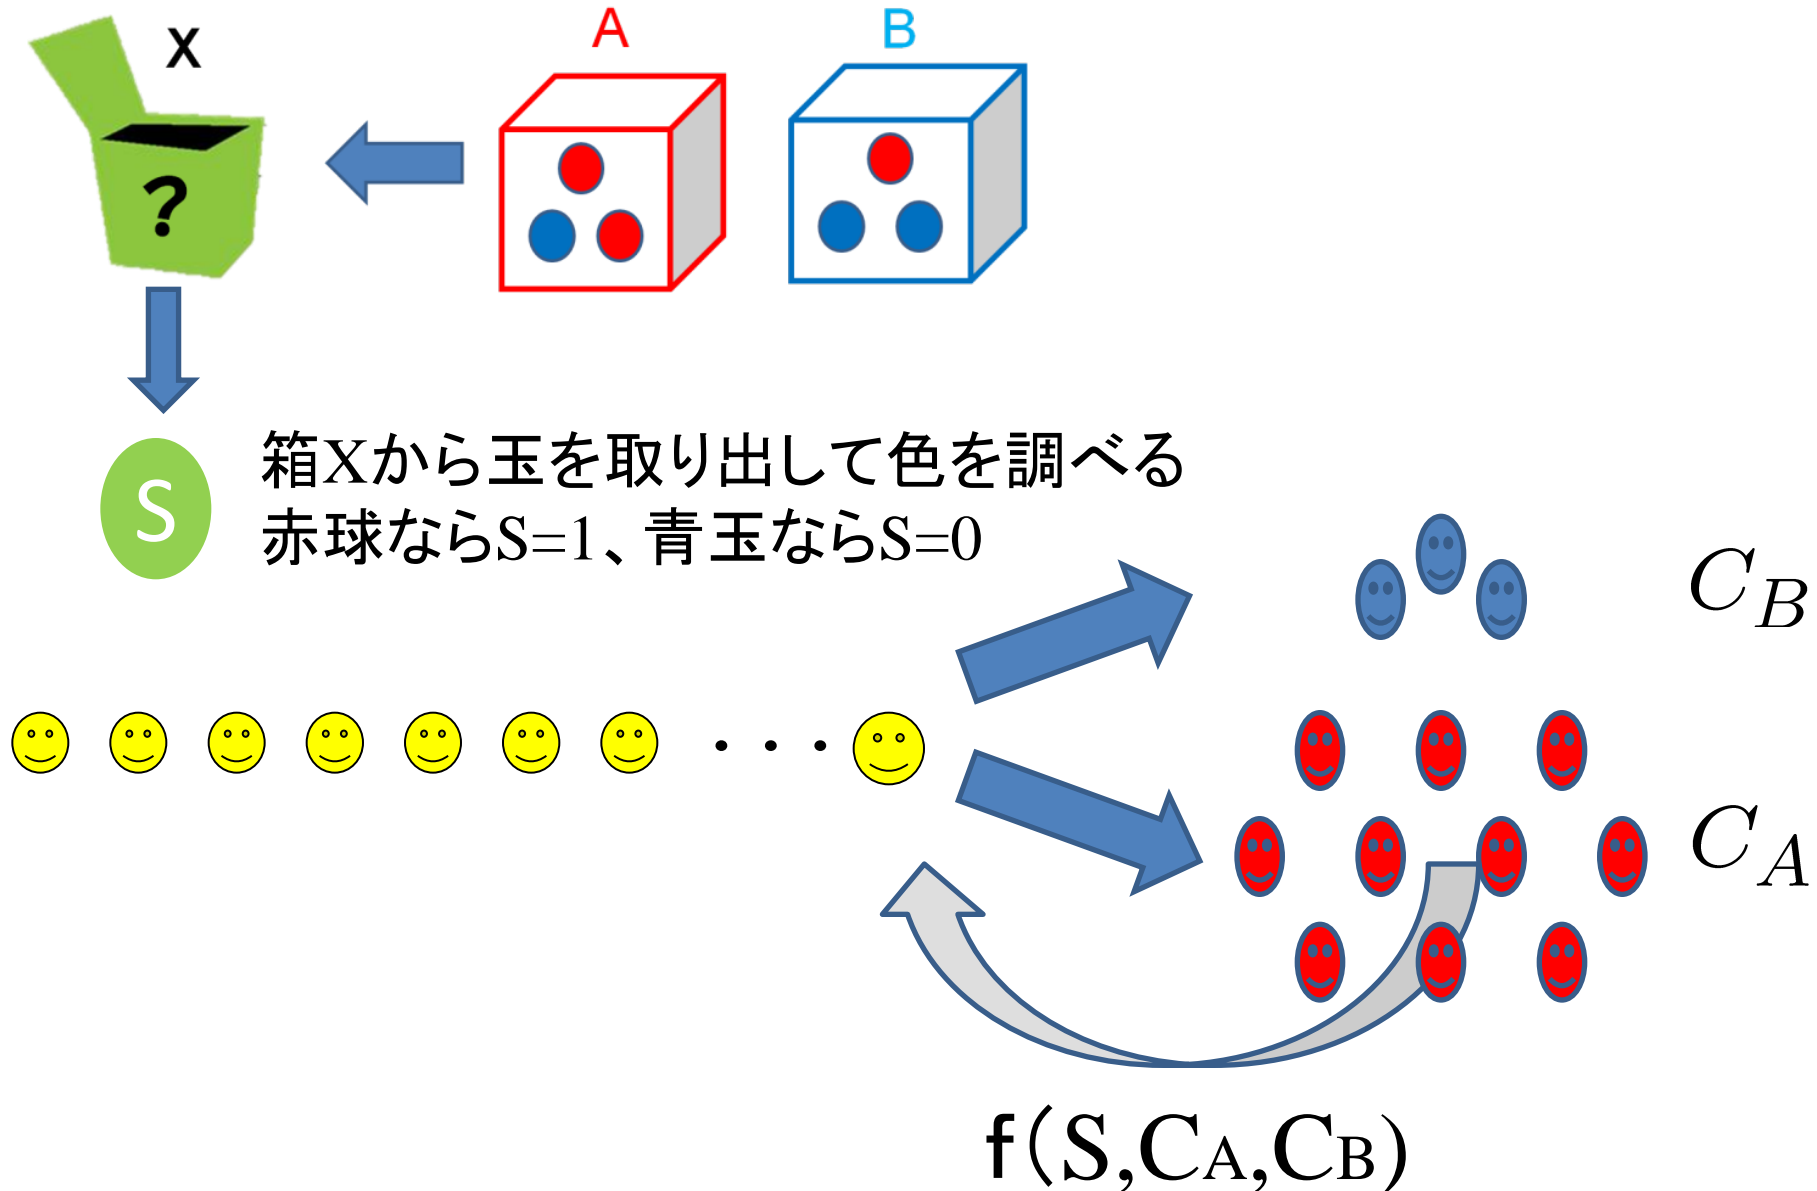 X
A
B
?
S
箱Xから玉を取り出して色を調べる
赤球ならS=1、青玉ならS=0
C_B
・・・
C_A
f(S,CA,CB)